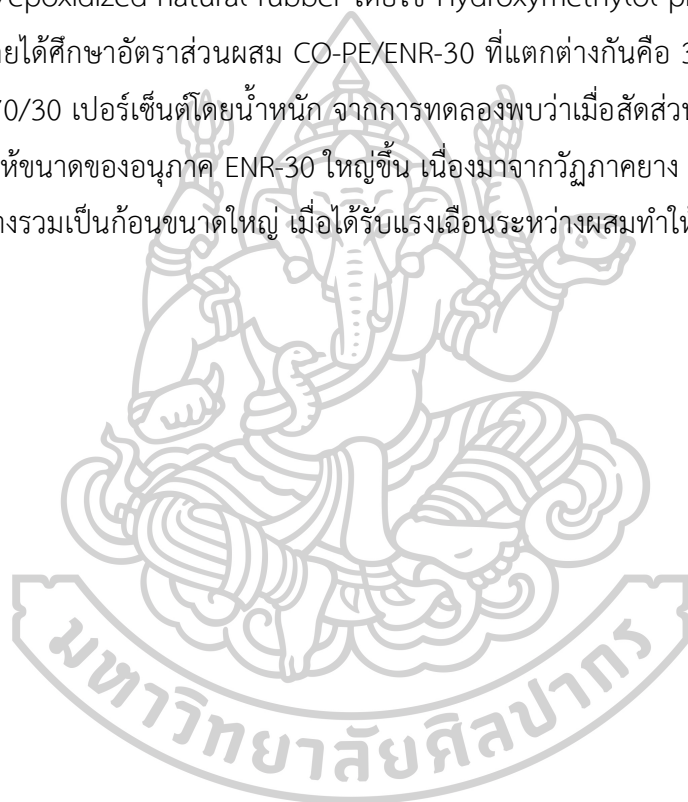 epoxidized natural rubber โดยใช้ Hydroxymethylol
ยได้ศึกษาอัตราส่วนผสม CO-PE/ENR-30 ที่แตกต่างกันคือ
0/30 เปอร์เซ็นต์โดยน้ำหนัก จากการทดลองพบว่าเมื่อสัดส่วน
ห้ขนาดของอนุภาค ENR-30 ใหญ่ขึ้น เนื่องมาจากวัฏภาคยาง
างรวมเป็นก้อนขนาดใหญ่ เมื่อได้รับแรงเฉือนระหว่างผสมทำให้
มหาวิทยาลัยศิลปากร